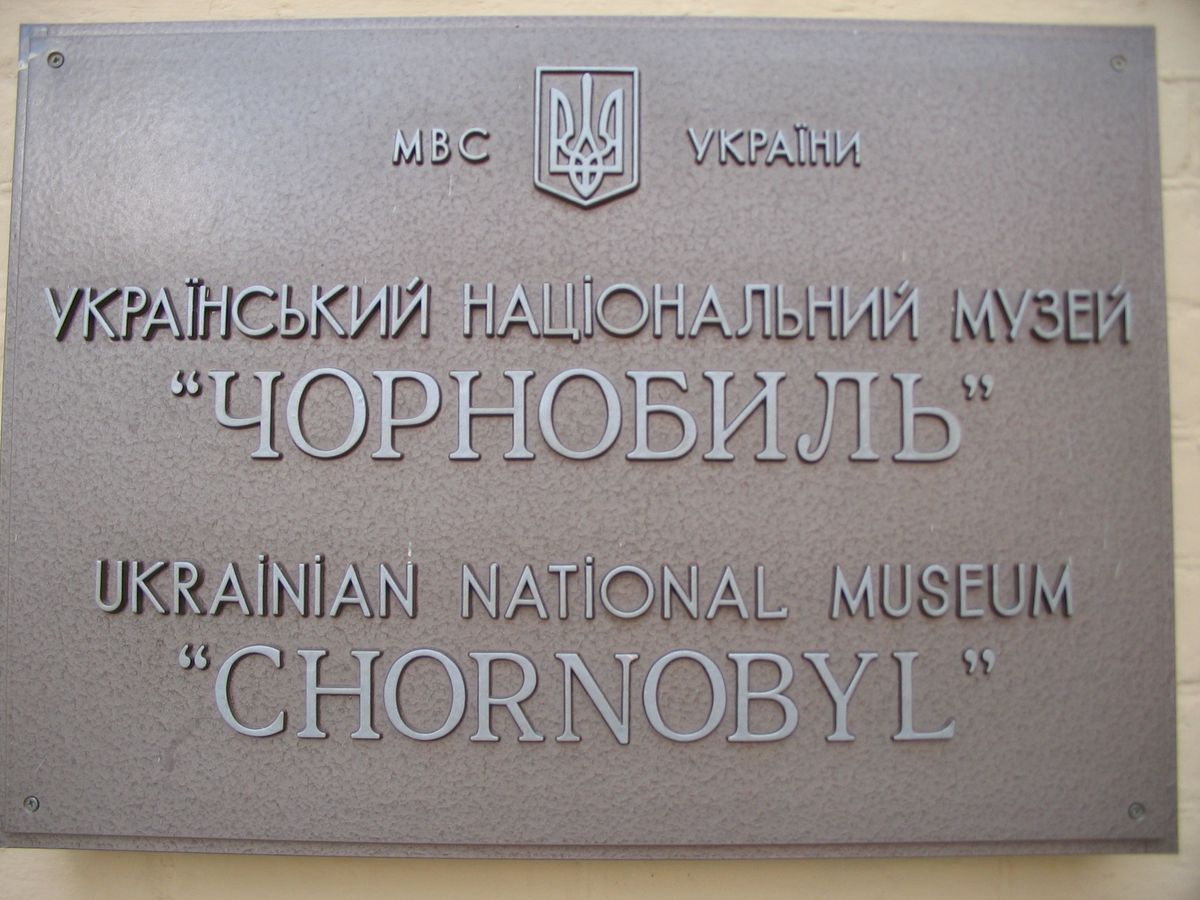 МВС УКРАЇНИ
УКРАЇНСЬКИЙ НАЦІОНАЛЬНИЙ МУЗЕЙ
“ЧОРНОБИЛЬ”
UKRAINIAN NATIONAL MUSEUM
“CHORNOBYL”